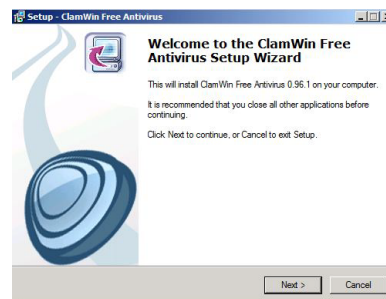 Setup - ClamWin Free Antivirus
Welcome to the ClamWin Free
Antivirus Setup Wizard
This will install ClamWin Free Antivirus 0.96.1 on your computer.
It is recommended that you close all other applications before
continuing.
Click Next to continue, or Cancel to exit Setup.
Next >
Cancel